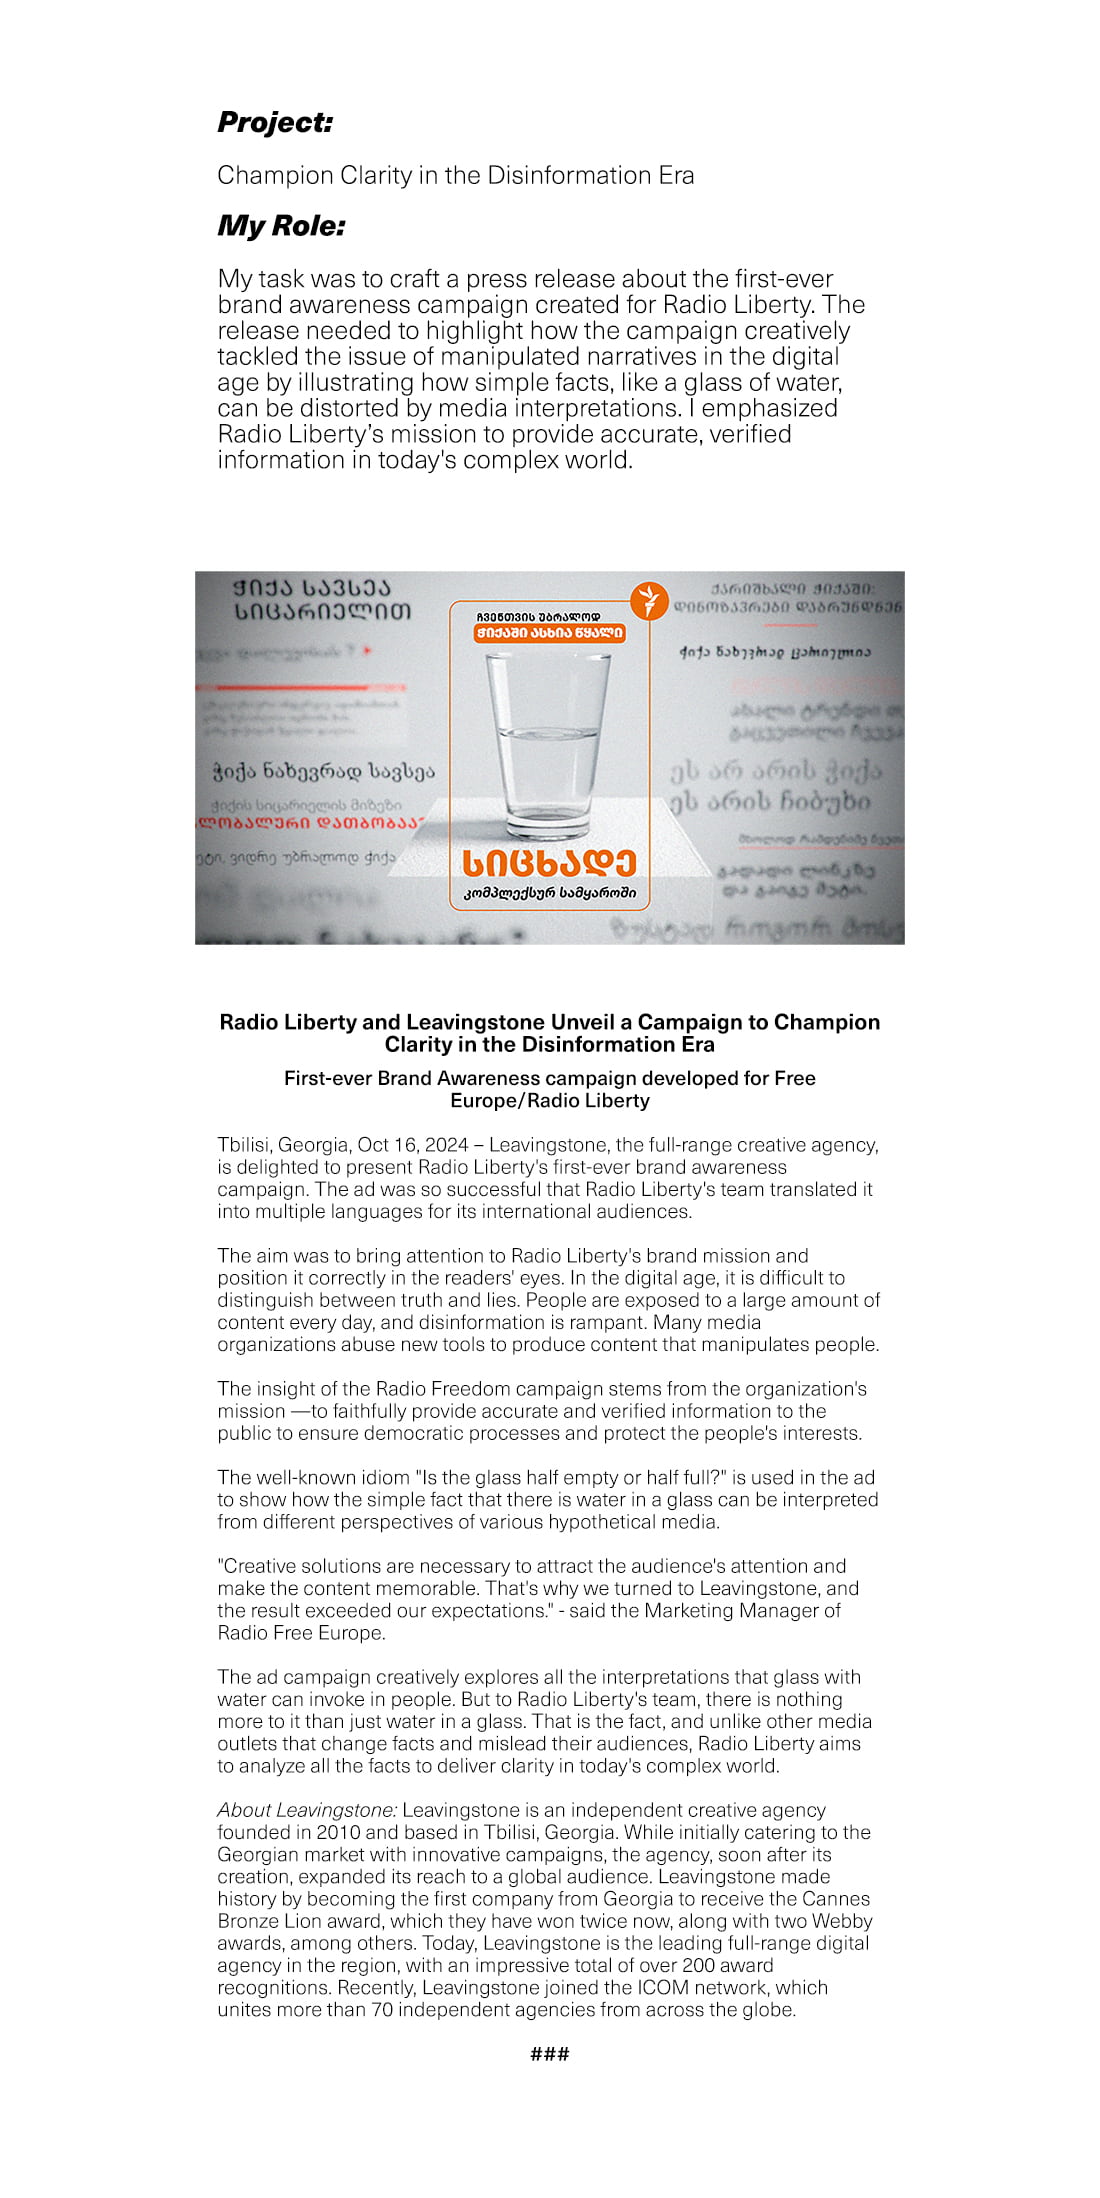 Project:
Champion Clarity in the Disinformation Era
My Role:
My task was to craft a press release about the first-ever
brand awareness campaign created for Radio Liberty. The
release needed to highlight how the campaign creatively
tackled the issue of manipulated narratives in the digital
age by illustrating how simple facts, like a glass of water,
can be distorted by media interpretations. I emphasized
Radio Liberty’s mission to provide accurate, verified
information in today's complex world.
ჭიქა სავსეა
სიცარიელით
ჭიქა ნახევრად სავსეა
ჭიქის სიცარიელის მიზეზი
დათბობაა
უბრალოდ ჭიქა
ჩვენთვის უბრალოდ
ჭიქაში ასხია წყალი
სიცხადე
კომპლექსურ სამყაროში
ქარიშხალი ჭიქაში:
ჭიქა ნახევრად ცარიელია
ახალი ტრენდი
ეს არ არის ჭიქა
ეს არის ჩიბუხი
გადადი ლინკზე
და გაიგე მეტი.
ზუსტად როგორ
Radio Liberty and Leavingstone Unveil a Campaign to Champion
Clarity in the Disinformation Era
First-ever Brand Awareness campaign developed for Free
Europe/Radio Liberty
Tbilisi, Georgia, Oct 16, 2024 – Leavingstone, the full-range creative agency,
is delighted to present Radio Liberty's first-ever brand awareness
campaign. The ad was so successful that Radio Liberty's team translated it
into multiple languages for its international audiences.
The aim was to bring attention to Radio Liberty's brand mission and
position it correctly in the readers' eyes. In the digital age, it is difficult to
distinguish between truth and lies. People are exposed to a large amount of
content every day, and disinformation is rampant. Many media
organizations abuse new tools to produce content that manipulates people.
The insight of the Radio Freedom campaign stems from the organization's
mission —to faithfully provide accurate and verified information to the
public to ensure democratic processes and protect the people's interests.
The well-known idiom "Is the glass half empty or half full?" is used in the ad
to show how the simple fact that there is water in a glass can be interpreted
from different perspectives of various hypothetical media.
"Creative solutions are necessary to attract the audience's attention and
make the content memorable. That's why we turned to Leavingstone, and
the result exceeded our expectations." - said the Marketing Manager of
Radio Free Europe.
The ad campaign creatively explores all the interpretations that glass with
water can invoke in people. But to Radio Liberty's team, there is nothing
more to it than just water in a glass. That is the fact, and unlike other media
outlets that change facts and mislead their audiences, Radio Liberty aims
to analyze all the facts to deliver clarity in today's complex world.
About Leavingstone: Leavingstone is an independent creative agency
founded in 2010 and based in Tbilisi, Georgia. While initially catering to the
Georgian market with innovative campaigns, the agency, soon after its
creation, expanded its reach to a global audience. Leavingstone made
history by becoming the first company from Georgia to receive the Cannes
Bronze Lion award, which they have won twice now, along with two Webby
awards, among others. Today, Leavingstone is the leading full-range digital
agency in the region, with an impressive total of over 200 award
recognitions. Recently, Leavingstone joined the ICOM network, which
unites more than 70 independent agencies from across the globe.
###